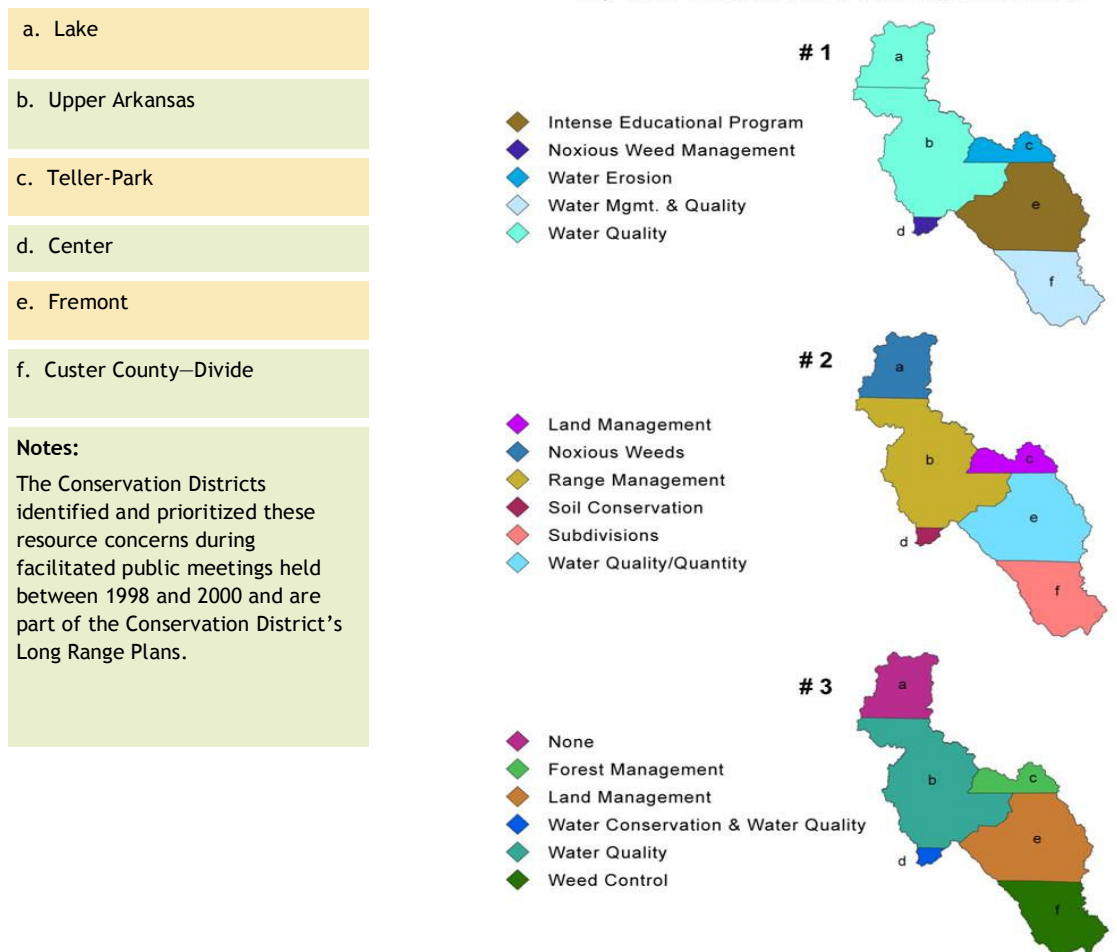 a. Lake
b. Upper Arkansas
c. Teller-Park
d. Center
e. Fremont
f. Custer County—Divide
Notes:
The Conservation Districts
identified and prioritized these
resource concerns during
facilitated public meetings held
between 1998 and 2000 and are
part of the Conservation District's
Long Range Plans.
# 1
Intense Educational Program
Noxious Weed Management
Water Erosion
Water Mgmt. & Quality
Water Quality
a
b
c
d
e
f
# 2
Land Management
Noxious Weeds
Range Management
Soil Conservation
Subdivisions
Water Quality/Quantity
a
b
c
d
e
f
# 3
None
Forest Management
Land Management
Water Conservation & Water Quality
Water Quality
Weed Control
a
b
c
d
e
f